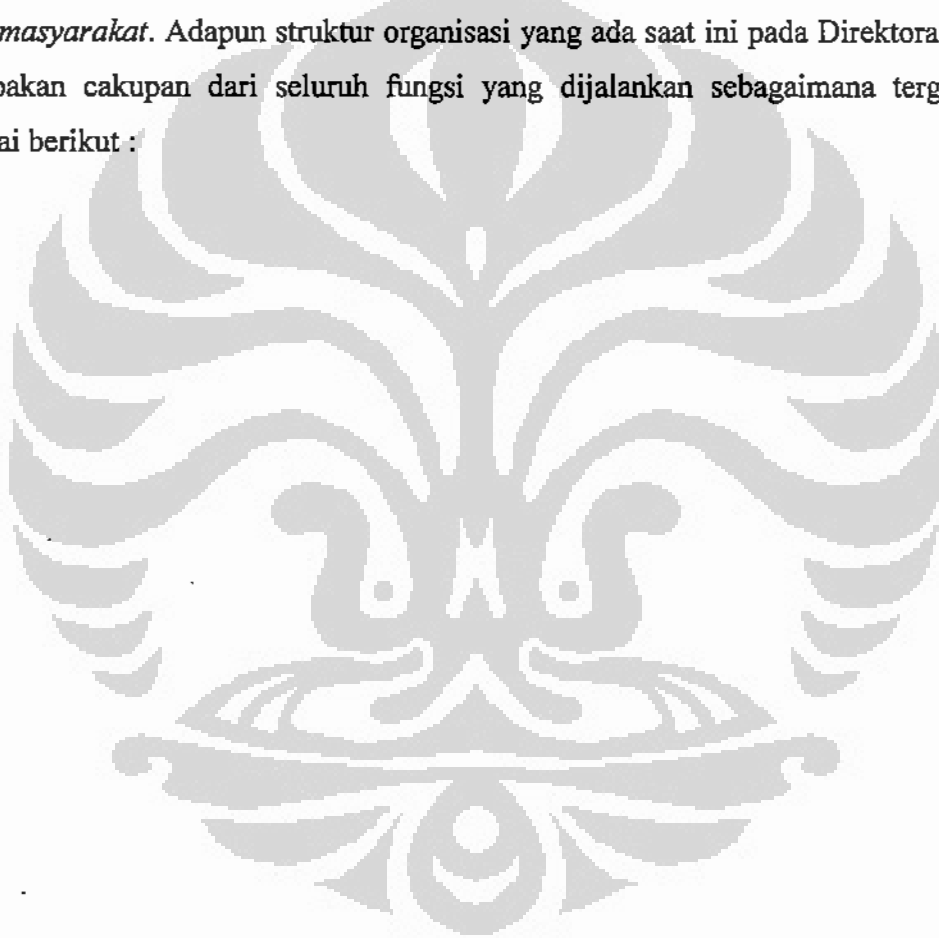 masyarakat. Adapun struktur organisasi yang ada saat ini pada Direktora
pakan cakupan dari seluruh fungsi yang dijalankan sebagaimana terg
ai berikut :